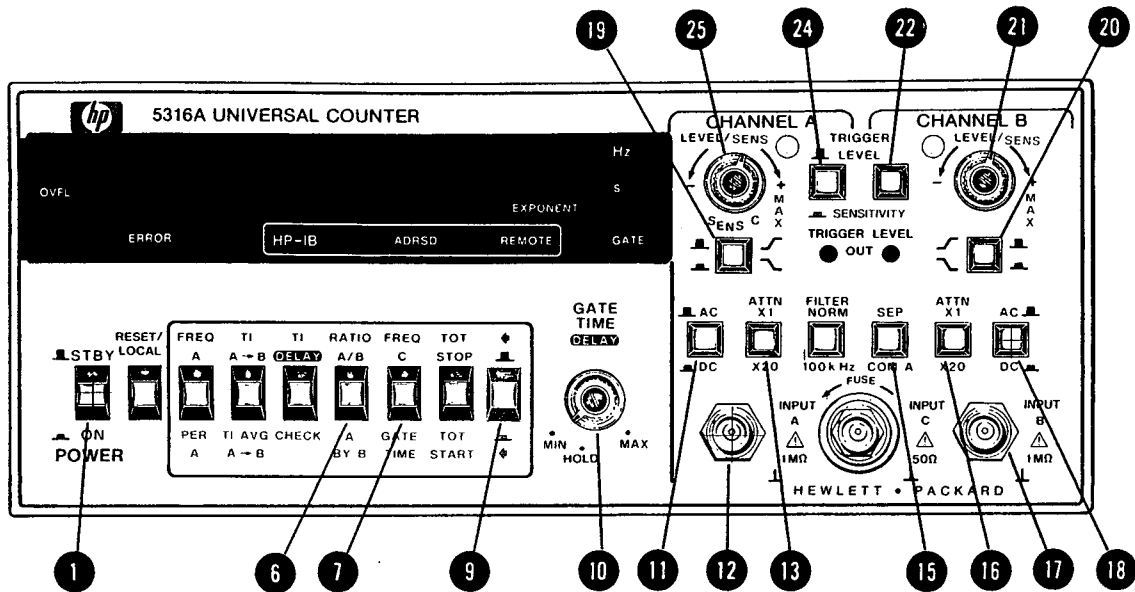 19 25 24 22 21 20
hp 5316A UNIVERSAL COUNTER
CHANNEL A CHANNEL B
LEVEL/SENS TRIGGER LEVEL LEVEL/SENS
Hz
S
OVFL
EXPONENT
ERROR HP-IB ADRSD REMOTE GATE
- + MAX - + MAX
SENS C
SENSITIVITY
TRIGGER LEVEL
OUT
GATE
TIME
DELAY
RESET/
LOCAL
FREQ TI TI RATIO FREQ TOT
STBY A A→B DELAY A/B C STOP
PER TI AVG CHECK A GATE TOT
A A→B BY B TIME START
ON
POWER
MIN HOLD MAX
AC ATTN X1 FILTER NORM SEP ATTN X1 AC
DC X20 100kHz COM A X20 DC
FUSE
INPUT A 1MΩ
INPUT C 50Ω
INPUT B 1MΩ
HEWLETT • PACKARD
1 6 7 9 10 11 12 13 15 16 17 18